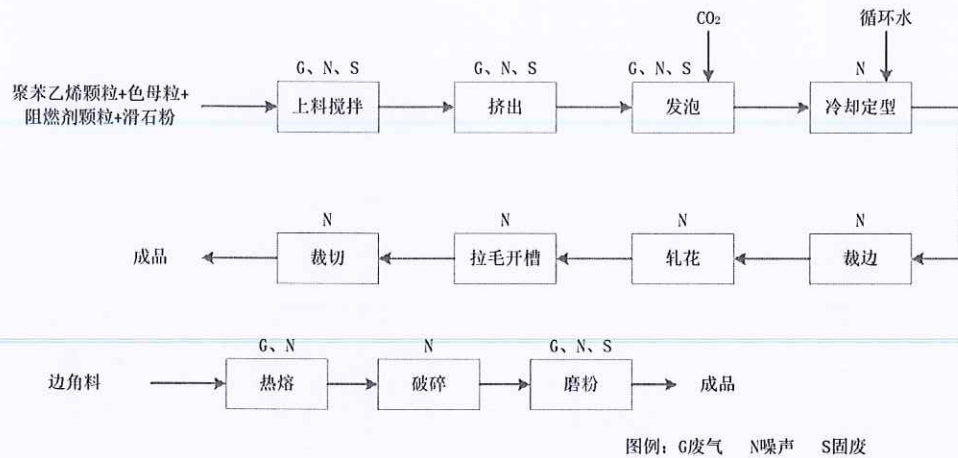 CO₂
循环水
G、N、S
G、N、S
G、N、S
N
聚苯乙烯颗粒+色母粒+
阻燃剂颗粒+滑石粉
上料搅拌
挤出
发泡
冷却定型
N
N
N
N
成品
裁切
拉毛开槽
轧花
裁边
G、N
N
G、N、S
边角料
热熔
破碎
磨粉
成品
图例：G废气 N噪声 S固废